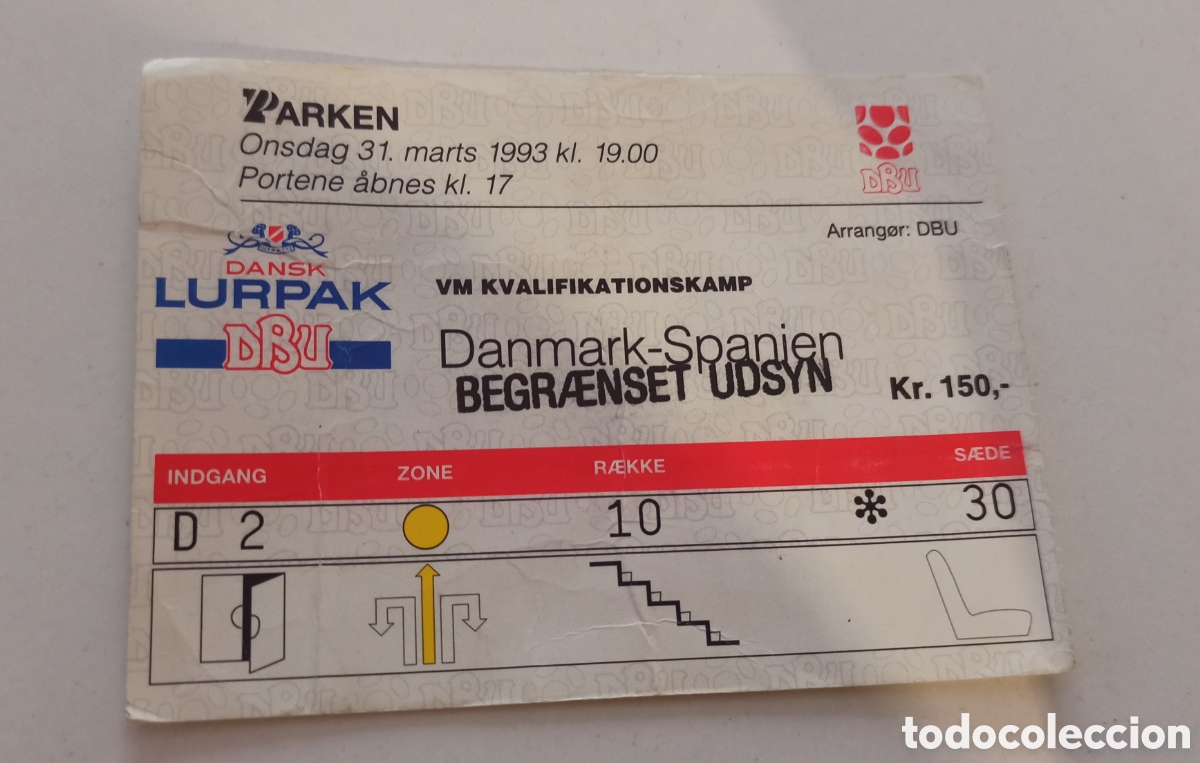 PARKEN
Onsdag 31. marts 1993 kl. 19.00
Portene åbnes kl. 17
DBU
Arrangør: DBU
DANSK
LURPAK
DBU
VM KVALIFIKATIONSKAMP
Danmark-Spanien
BEGRÆNSET UDSYN
Kr. 150,-
INDGANG ZONE RÆKKE SÆDE
D 2 10 * 30
todocoleccion